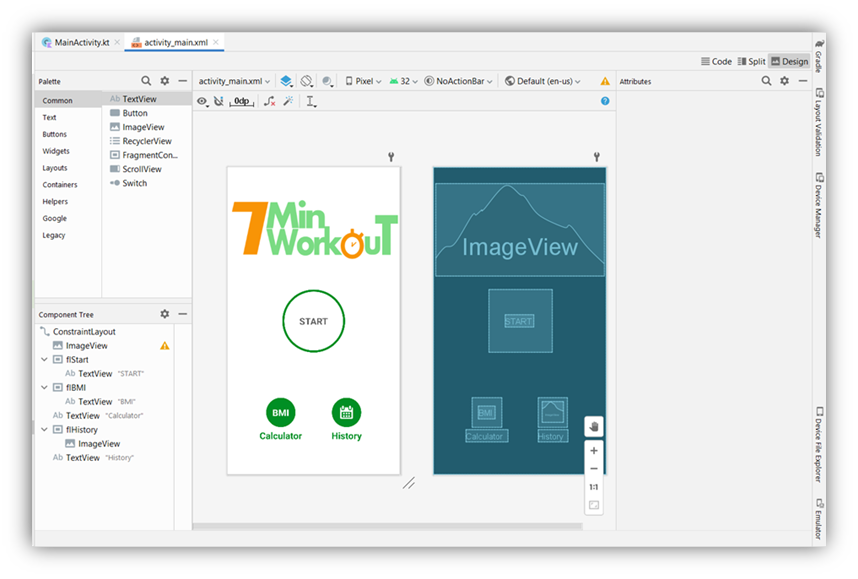 MainActivity.kt
activity_main.xml
Code
Split
Design
Palette
activity_main.xml
Pixel
32
NoActionBar
Default (en-us)
Attributes
Common
Text
Buttons
Widgets
Layouts
Containers
Helpers
Google
Legacy
Ab TextView
Button
ImageView
RecyclerView
FragmentCon...
ScrollView
Switch
0dp
Component Tree
ConstraintLayout
ImageView
flStart
Ab TextView "START"
flBMI
Ab TextView "BMI"
Ab TextView "Calculator"
flHistory
ImageView
Ab TextView "History"
7 Min
Workout
START
BMI
Calculator
History
ImageView
START
BMI
Calculator
History
1:1
Gradle
Layout Validation
Device Manager
Device File Explorer
Emulator